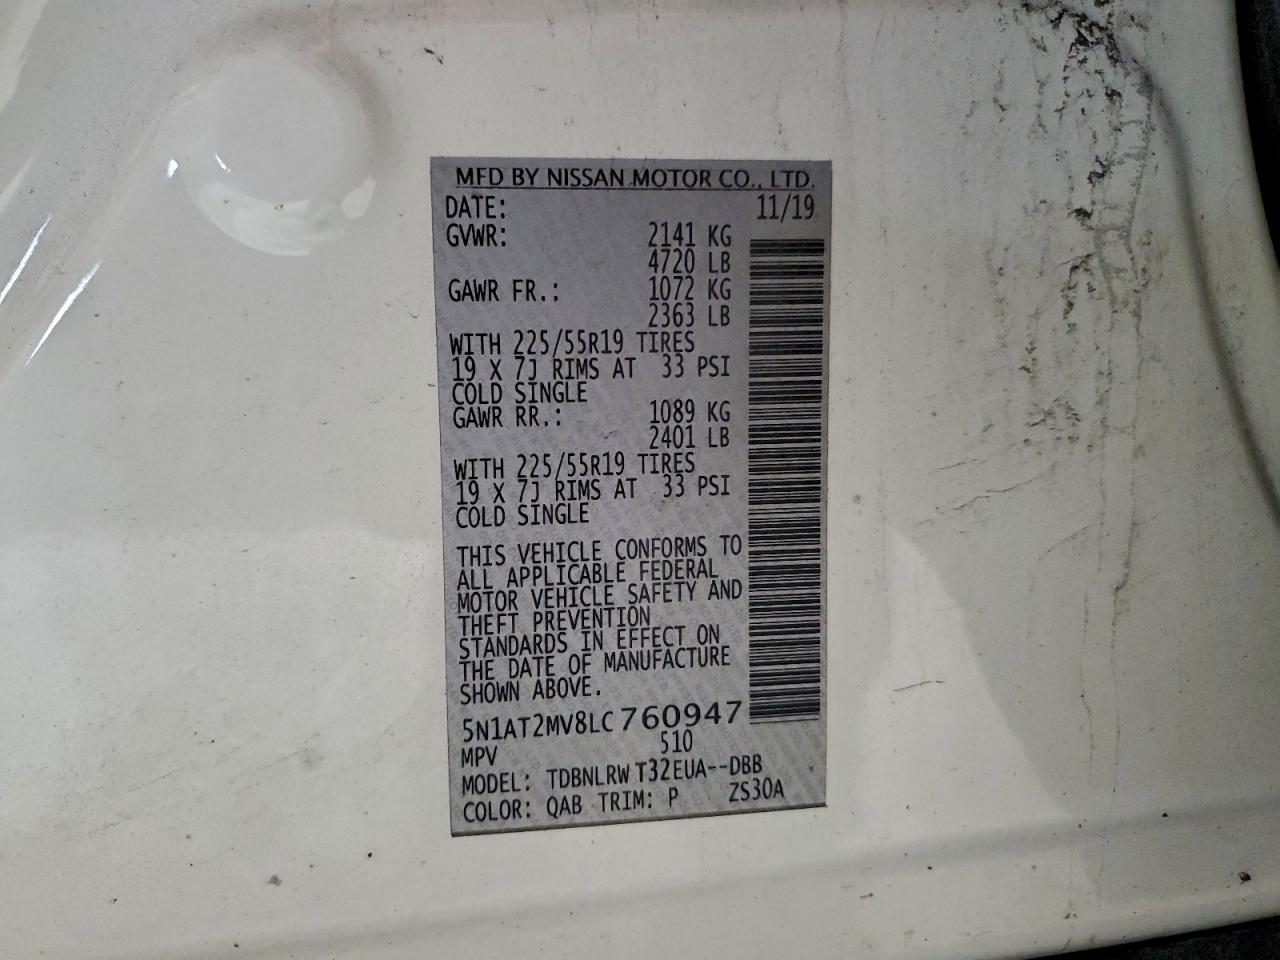 MFD BY NISSAN MOTOR CO., LTD.
DATE: 11/19
GVWR: 2141 KG
4720 LB
GAWR FR.: 1072 KG
2363 LB
WITH 225/55R19 TIRES
19 X 7J RIMS AT 33 PSI
COLD SINGLE
GAWR RR.: 1089 KG
2401 LB
WITH 225/55R19 TIRES
19 X 7J RIMS AT 33 PSI
COLD SINGLE
THIS VEHICLE CONFORMS TO
ALL APPLICABLE FEDERAL
MOTOR VEHICLE SAFETY AND
THEFT PREVENTION
STANDARDS IN EFFECT ON
THE DATE OF MANUFACTURE
SHOWN ABOVE.
5N1AT2MV8LC760947
MPV 510
MODEL: TDBNLRW T32EUA--DBB
COLOR: QAB TRIM: P ZS30A